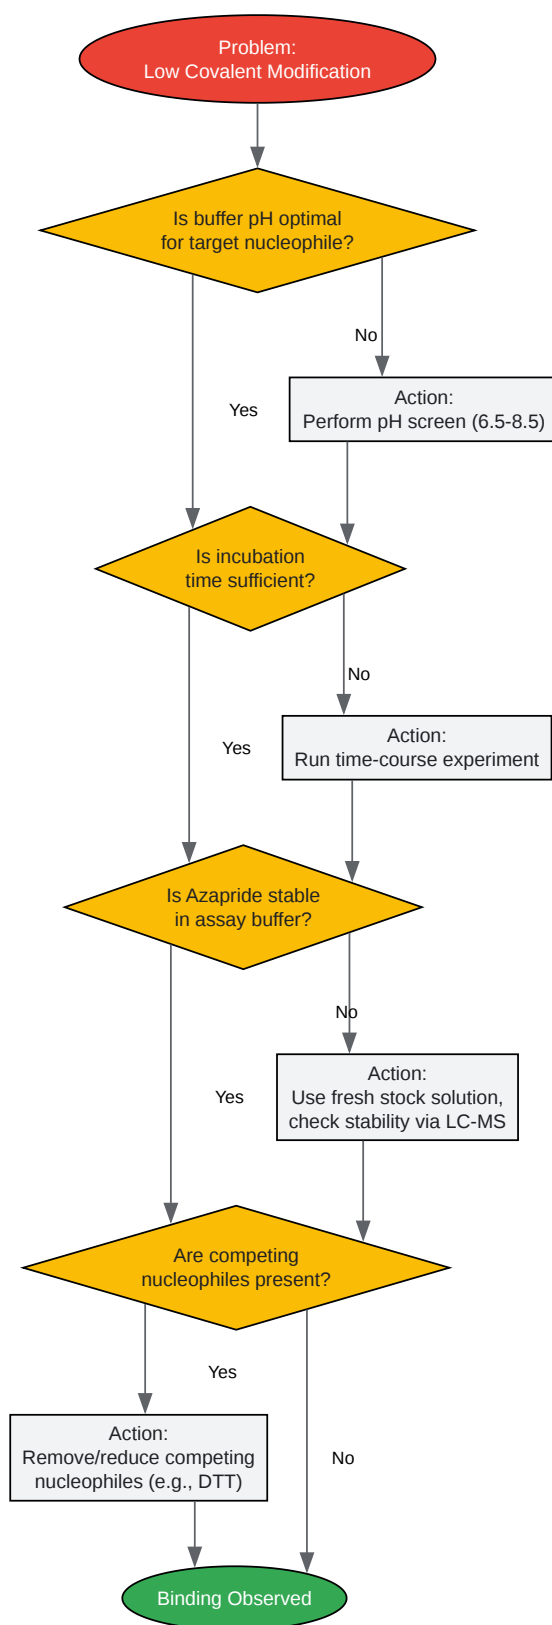 Problem:
Low Covalent Modification
Is buffer pH optimal
for target nucleophile?
No
Action:
Perform pH screen (6.5-8.5)
Yes
Is incubation
time sufficient?
No
Action:
Run time-course experiment
Yes
Is Azapride stable
in assay buffer?
No
Action:
Use fresh stock solution,
check stability via LC-MS
Yes
Are competing
nucleophiles present?
Yes
Action:
Remove/reduce competing
nucleophiles (e.g., DTT)
No
Binding Observed